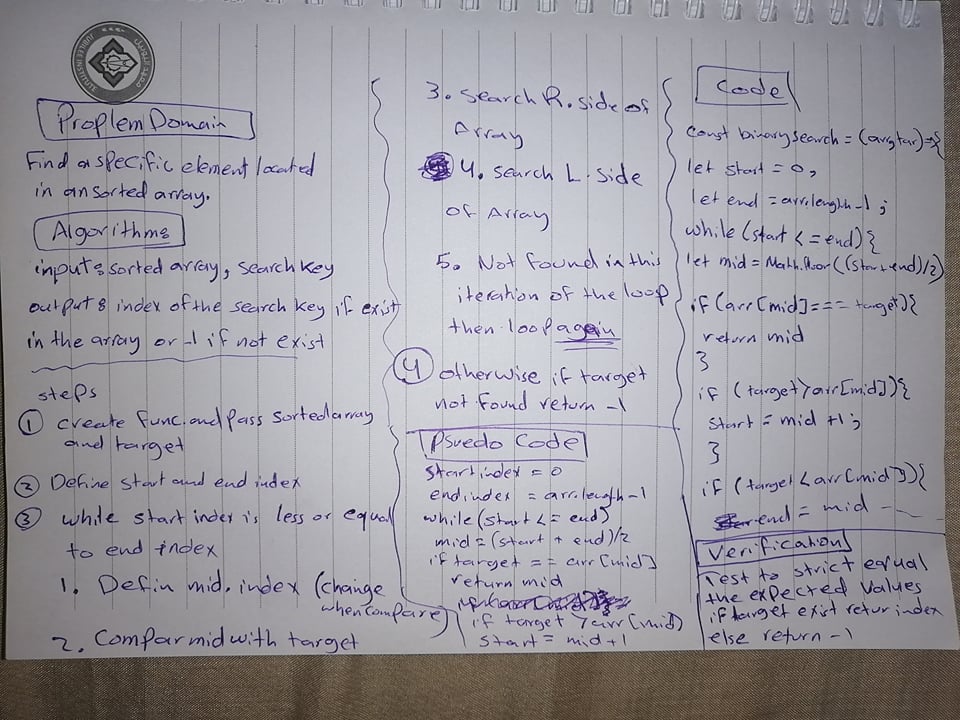 Proplem Domain
Find a specific element located
in an sorted array.
Algorithms
input : sorted array, search key
output : index of the search key if exist
in the array or -1 if not exist
steps
1 create func. and pass sorted array
and target
2 Define start and end index
3 while start index is less or equal
to end index
1. Defin mid. index (change
when compare)
2. Compar mid with target
3. Search R. side of
Array
4. search L. side
of Array
5. Not found in this
iteration of the loop
then loop again
4 otherwise if target
not found return -1
Psuedo Code
start index = 0
end index = arr.length-1
while (start <= end)
mid = (start + end)/2
if target == arr[mid]
return mid
if target > arr[mid]
start = mid+1
Code
const binarysearch = (arr, tar) => {
let start = 0,
let end = arr.length-1 ;
while (start <= end) {
let mid = Math.floor((start+end)/2)
if (arr[mid] === target) {
return mid
}
if (target > arr[mid]) {
start = mid +1 ;
}
if (target < arr[mid]) {
end = mid -
Verification
Test to strict equal
the expected values
if target exist retur index
else return -1